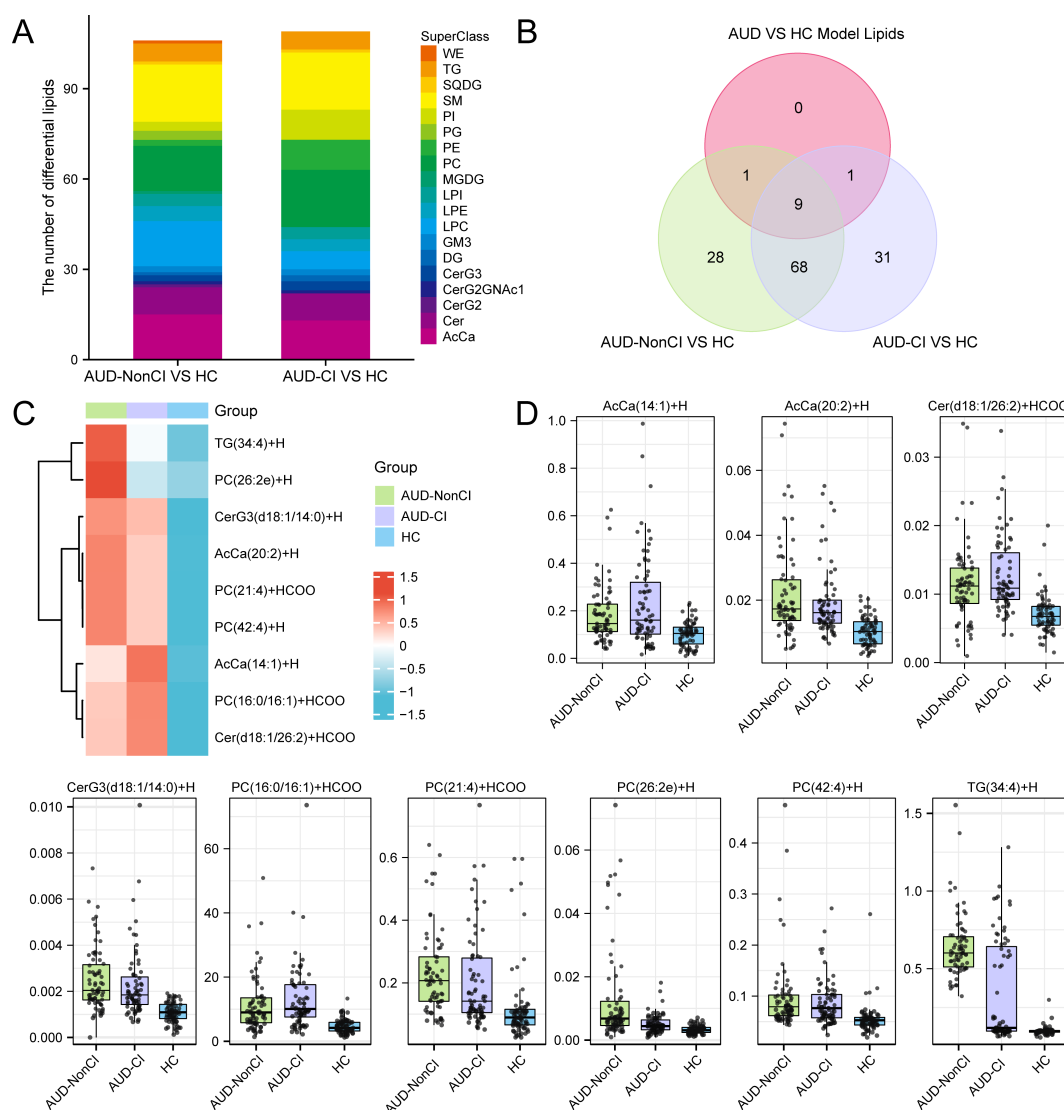 A
The number of differential lipids
90
60
30
0
AUD-NonCI VS HC
AUD-CI VS HC
SuperClass
WE
TG
SQDG
SM
PI
PG
PE
PC
MGDG
LPI
LPE
LPC
GM3
DG
CerG3
CerG2GNAc1
CerG2
Cer
AcCa
B
AUD VS HC Model Lipids
0
1
1
9
28
68
31
AUD-NonCI VS HC
AUD-CI VS HC
C
Group
TG(34:4)+H
PC(26:2e)+H
CerG3(d18:1/14:0)+H
AcCa(20:2)+H
PC(21:4)+HCOO
PC(42:4)+H
AcCa(14:1)+H
PC(16:0/16:1)+HCOO
Cer(d18:1/26:2)+HCOO
Group
AUD-NonCI
AUD-CI
HC
1.5
1
0.5
0
−0.5
−1
−1.5
D
AcCa(14:1)+H
1.0
0.8
0.6
0.4
0.2
0.0
AUD-NonCI
AUD-CI
HC
AcCa(20:2)+H
0.06
0.04
0.02
AUD-NonCI
AUD-CI
HC
Cer(d18:1/26:2)+HCOO
0.03
0.02
0.01
0.00
AUD-NonCI
AUD-CI
HC
CerG3(d18:1/14:0)+H
0.010
0.008
0.006
0.004
0.002
0.000
AUD-NonCI
AUD-CI
HC
PC(16:0/16:1)+HCOO
60
40
20
0
AUD-NonCI
AUD-CI
HC
PC(21:4)+HCOO
0.6
0.4
0.2
AUD-NonCI
AUD-CI
HC
PC(26:2e)+H
0.06
0.04
0.02
0.00
AUD-NonCI
AUD-CI
HC
PC(42:4)+H
0.4
0.3
0.2
0.1
AUD-NonCI
AUD-CI
HC
TG(34:4)+H
1.5
1.0
0.5
AUD-NonCI
AUD-CI
HC